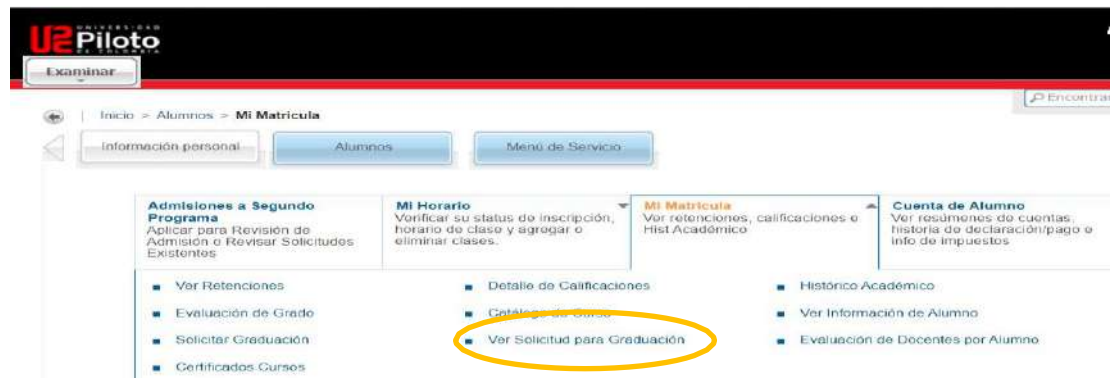 UNIVERSIDAD
Piloto
DE COLOMBIA
Examinar
Encontrar
Inicio > Alumnos > Mi Matricula
Información personal
Alumnos
Menú de Servicio
Admisiones a Segundo Programa
Aplicar para Revisión de
Admisión o Revisar Solicitudes
Existentes
Mi Horario
Verificar su status de inscripción,
horario de clase y agregar o
eliminar clases.
Mi Matricula
Ver retenciones, calificaciones e
Hist Académico
Cuenta de Alumno
Ver resúmenes de cuentas,
historia de declaración/pago e
info de impuestos
Ver Retenciones
Detalle de Calificaciones
Histórico Académico
Evaluación de Grado
Catálogo de Curso
Ver Información de Alumno
Solicitar Graduación
Ver Solicitud para Graduación
Evaluación de Docentes por Alumno
Certificados Cursos